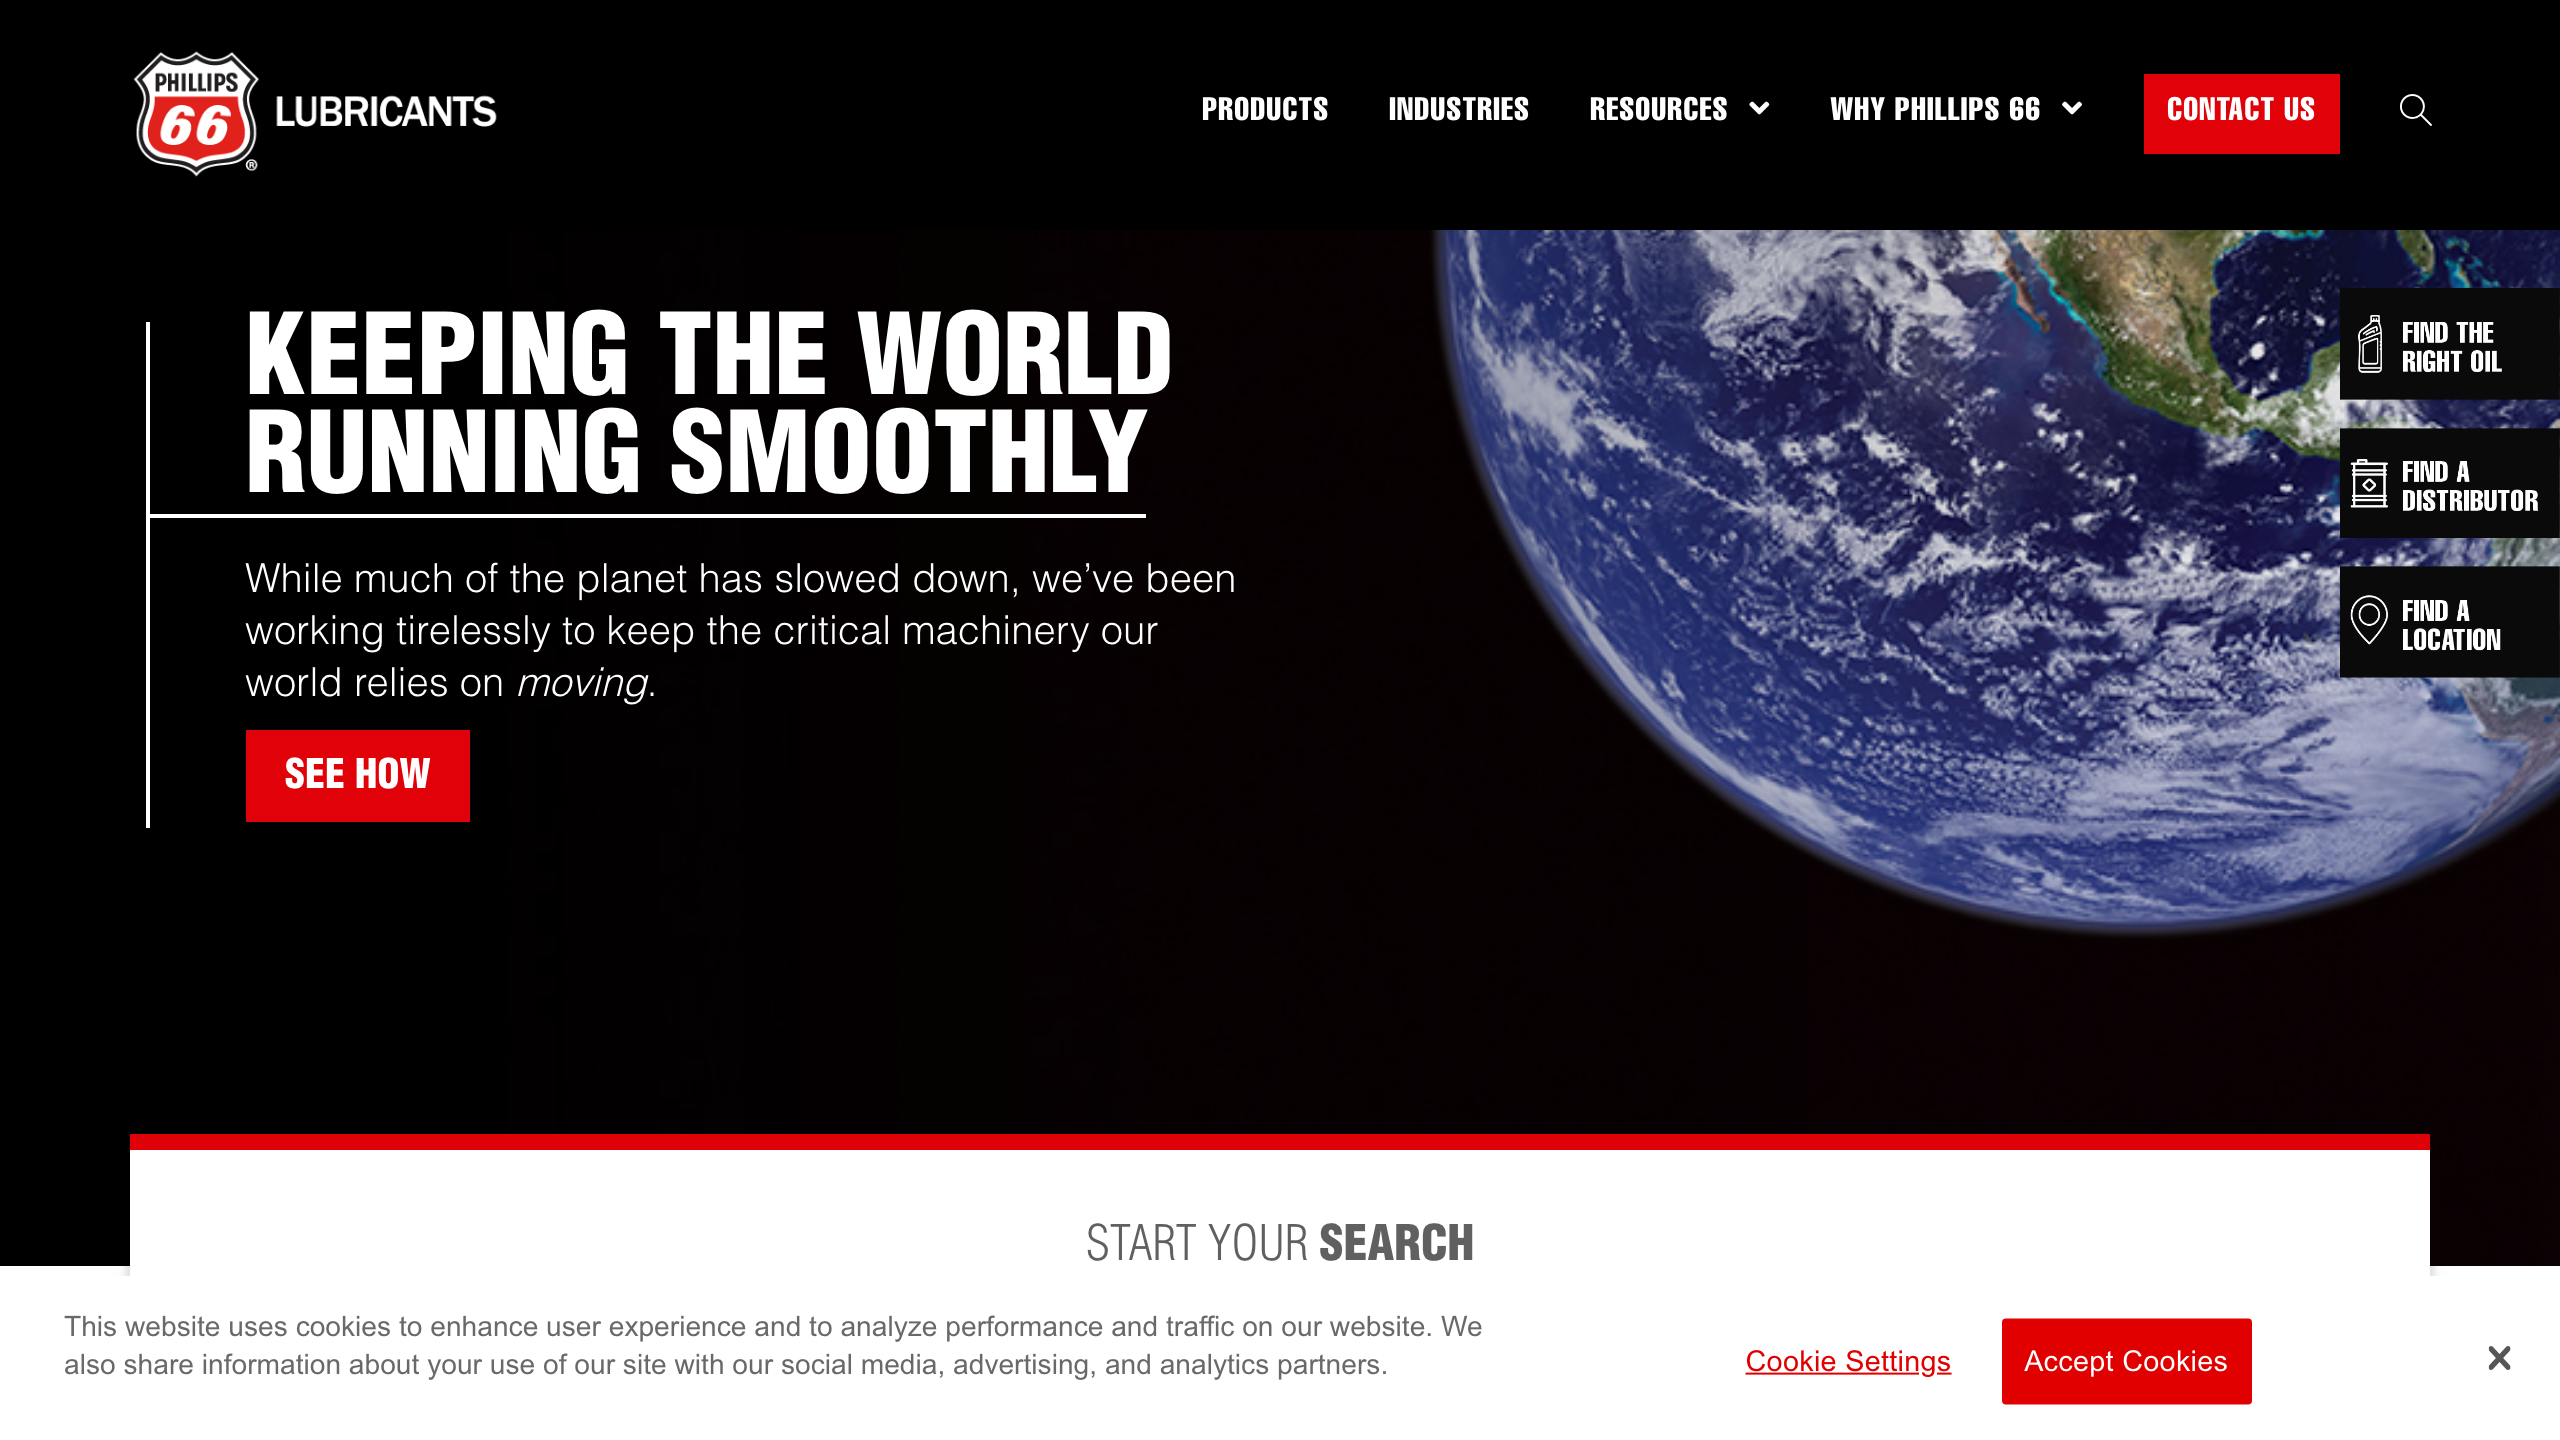 PHILLIPS
66
®
LUBRICANTS
PRODUCTS
INDUSTRIES
RESOURCES
WHY PHILLIPS 66
CONTACT US
KEEPING THE WORLD
RUNNING SMOOTHLY
While much of the planet has slowed down, we’ve been
working tirelessly to keep the critical machinery our
world relies on moving.
SEE HOW
FIND THE
RIGHT OIL
FIND A
DISTRIBUTOR
FIND A
LOCATION
START YOUR SEARCH
This website uses cookies to enhance user experience and to analyze performance and traffic on our website. We
also share information about your use of our site with our social media, advertising, and analytics partners.
Cookie Settings
Accept Cookies